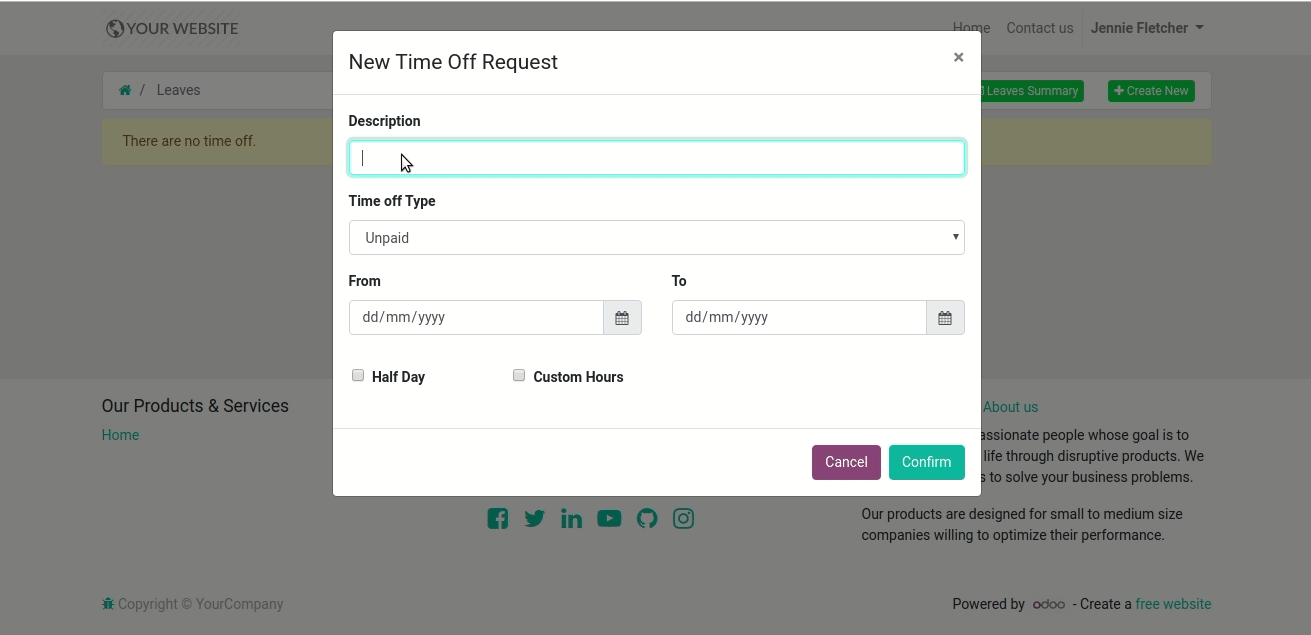 YOUR WEBSITE
Home Contact us Jennie Fletcher
New Time Off Request
×
/ Leaves
Leaves Summary
Create New
There are no time off.
Description
Time off Type
Unpaid
From
To
dd/mm/yyyy
dd/mm/yyyy
Half Day
Custom Hours
Cancel
Confirm
Our Products & Services
Home
About us
assionate people whose goal is to
life through disruptive products. We
s to solve your business problems.
Our products are designed for small to medium size
companies willing to optimize their performance.
Copyright © YourCompany
Powered by odoo - Create a free website